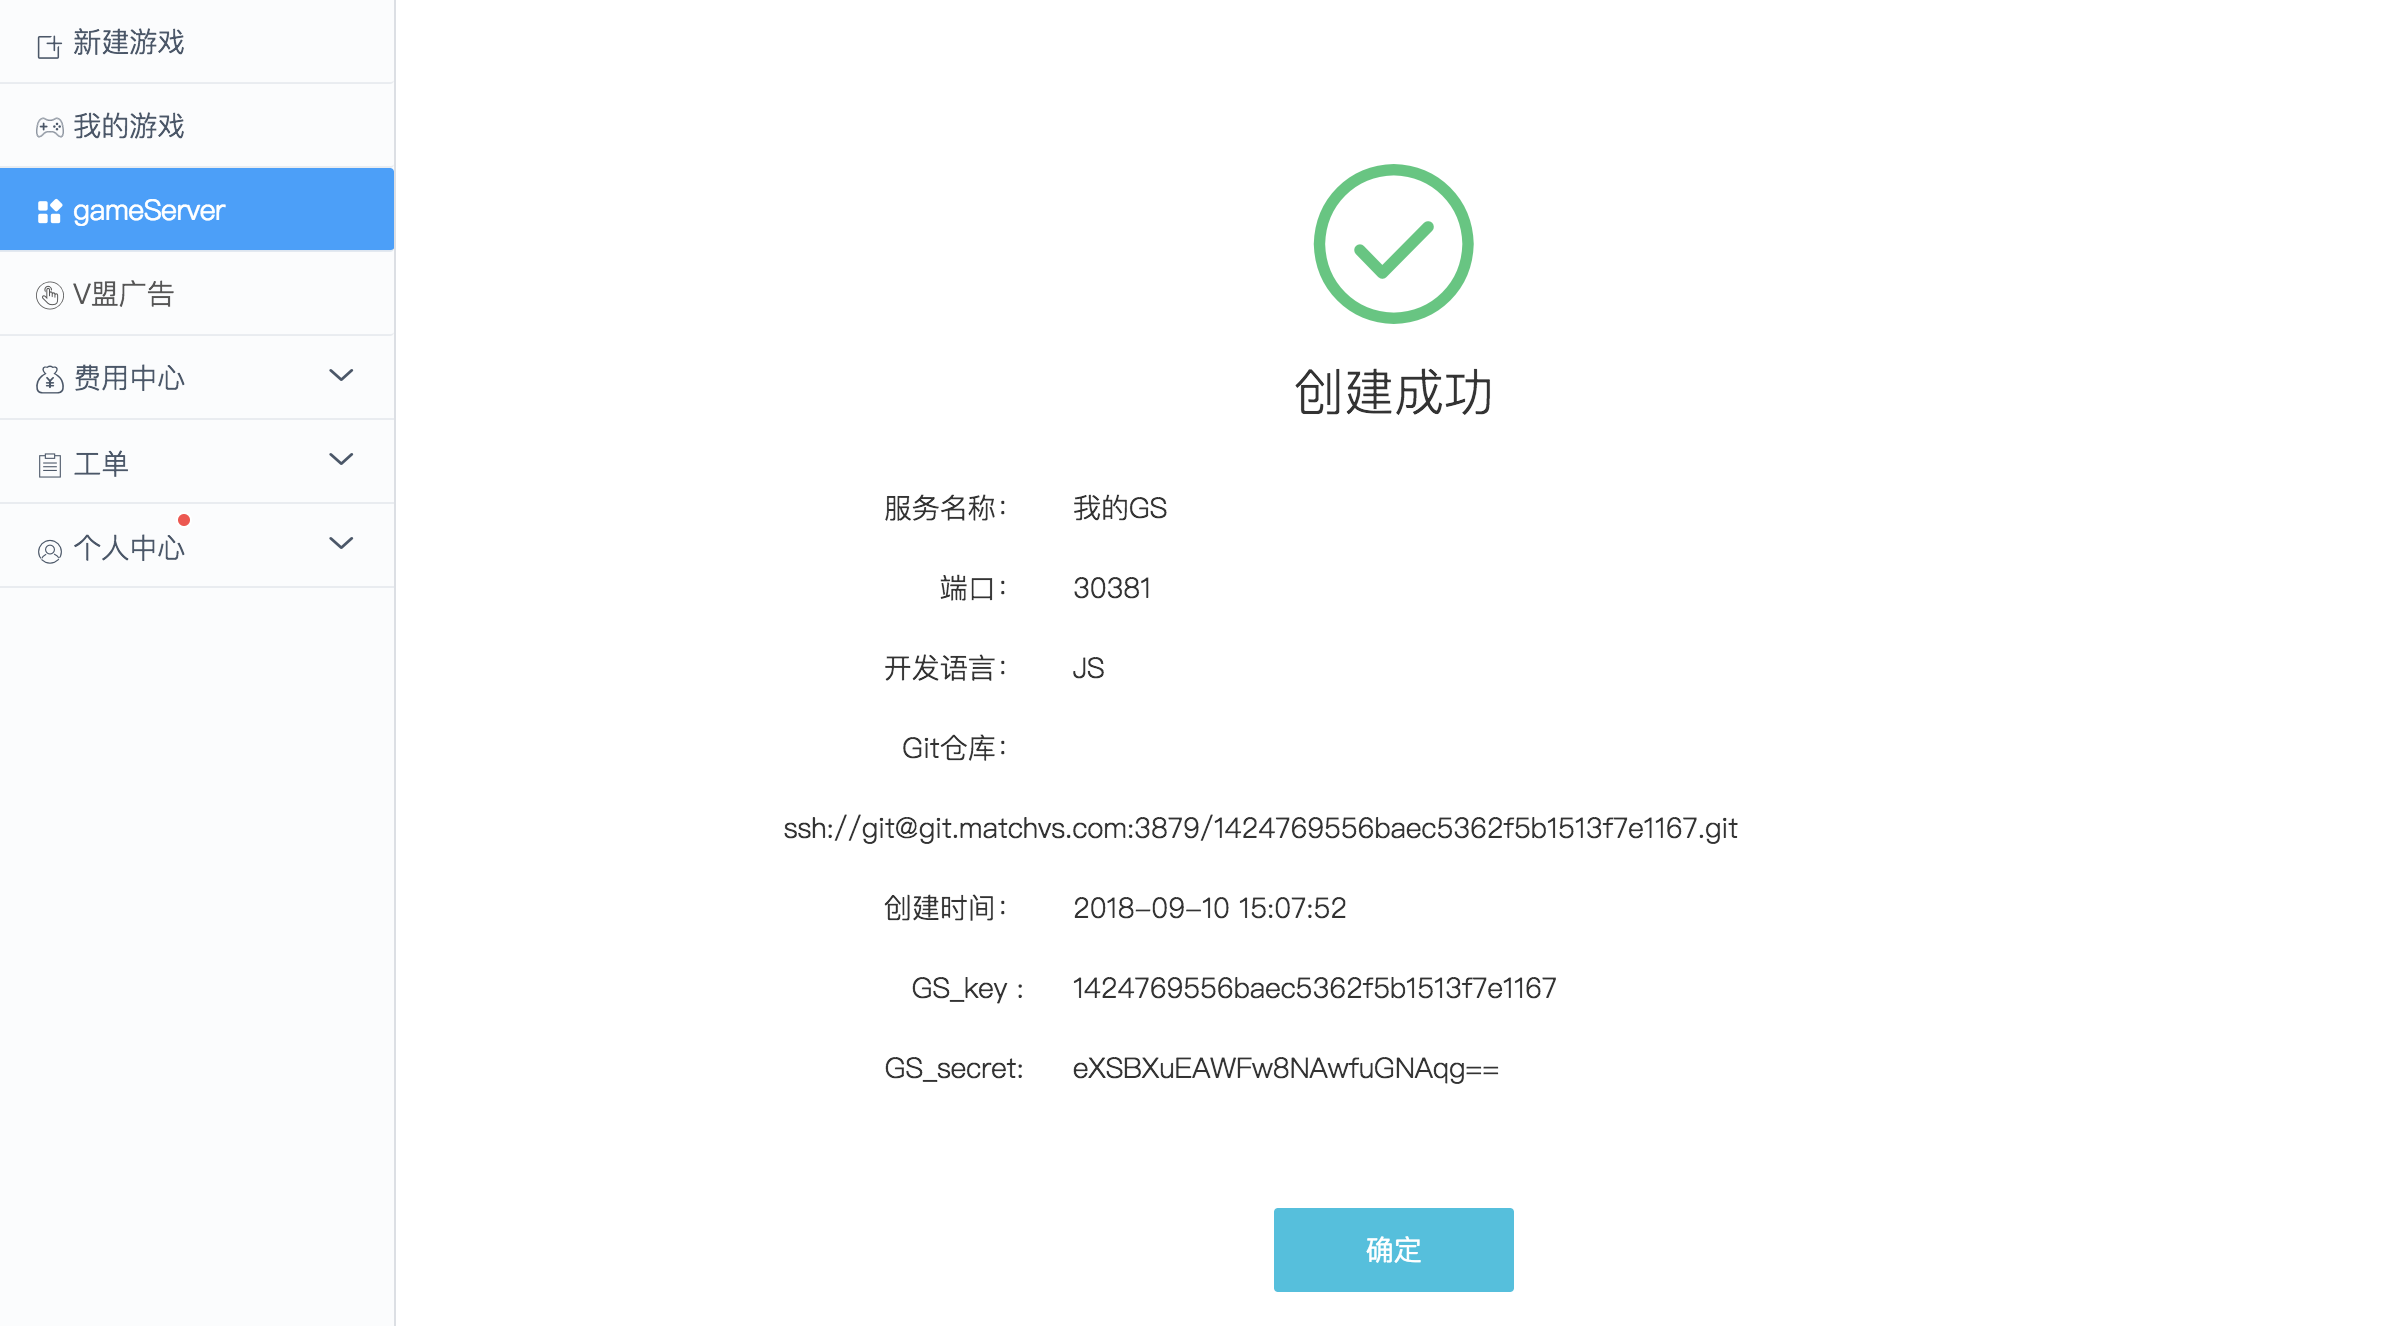 新建游戏
我的游戏
gameServer
V盟广告
费用中心
工单
个人中心
创建成功
服务名称： 我的GS
端口： 30381
开发语言： JS
Git仓库：
ssh://git@git.matchvs.com:3879/1424769556baec5362f5b1513f7e1167.git
创建时间： 2018-09-10 15:07:52
GS_key : 1424769556baec5362f5b1513f7e1167
GS_secret: eXSBXuEAWFw8NAwfuGNAqg==
确定